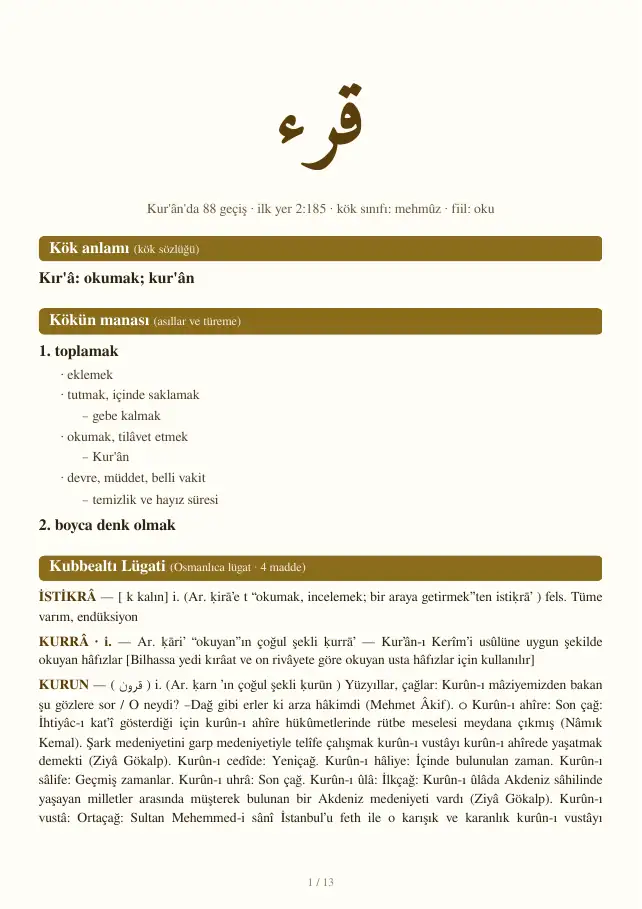 قرء
Kur'ân'da 88 geçiş · ilk yer 2:185 · kök sınıfı: mehmûz · fiil: oku
Kök anlamı (kök sözlüğü)
Kır'â: okumak; kur'ân
Kökün manası (asıllar ve türeme)
1. toplamak
· eklemek
· tutmak, içinde saklamak
– gebe kalmak
· okumak, tilâvet etmek
– Kur'ân
· devre, müddet, belli vakit
– temizlik ve hayız süresi
2. boyca denk olmak
Kubbealtı Lügati (Osmanlıca lügat · 4 madde)
İSTİKRÂ — [ k kalın] i. (Ar. ḳirā’e t “okumak, incelemek; bir araya getirmek”ten istiḳrā’ ) fels. Tüme
varım, endüksiyon
KURRÂ · i. — Ar. ḳāri’ “okuyan”ın çoğul şekli ḳurrā’ — Kur’ân-ı Kerîm’i usûlüne uygun şekilde
okuyan hâfızlar [Bilhassa yedi kırâat ve on rivâyete göre okuyan usta hâfızlar için kullanılır]
KURUN — ( قرون ) i. (Ar. ḳarn ’ın çoğul şekli ḳurūn ) Yüzyıllar, çağlar: Kurûn-ı mâziyemizden bakan
şu gözlere sor / O neydi? –Dağ gibi erler ki arza hâkimdi (Mehmet Âkif). ѻ Kurûn-ı ahîre: Son çağ:
İhtiyâc-ı kat’î gösterdiği için kurûn-ı ahîre hükûmetlerinde rütbe meselesi meydana çıkmış (Nâmık
Kemal). Şark medeniyetini garp medeniyetiyle telîfe çalışmak kurûn-ı vustâyı kurûn-ı ahîrede yaşatmak
demekti (Ziyâ Gökalp). Kurûn-ı cedîde: Yeniçağ. Kurûn-ı hâliye: İçinde bulunulan zaman. Kurûn-ı
sâlife: Geçmiş zamanlar. Kurûn-ı uhrâ: Son çağ. Kurûn-ı ûlâ: İlkçağ: Kurûn-ı ûlâda Akdeniz sâhilinde
yaşayan milletler arasında müşterek bulunan bir Akdeniz medeniyeti vardı (Ziyâ Gökalp). Kurûn-ı
vustâ: Ortaçağ: Sultan Mehemmed-i sânî İstanbul’u feth ile o karışık ve karanlık kurûn-ı vustâyı
1 / 13